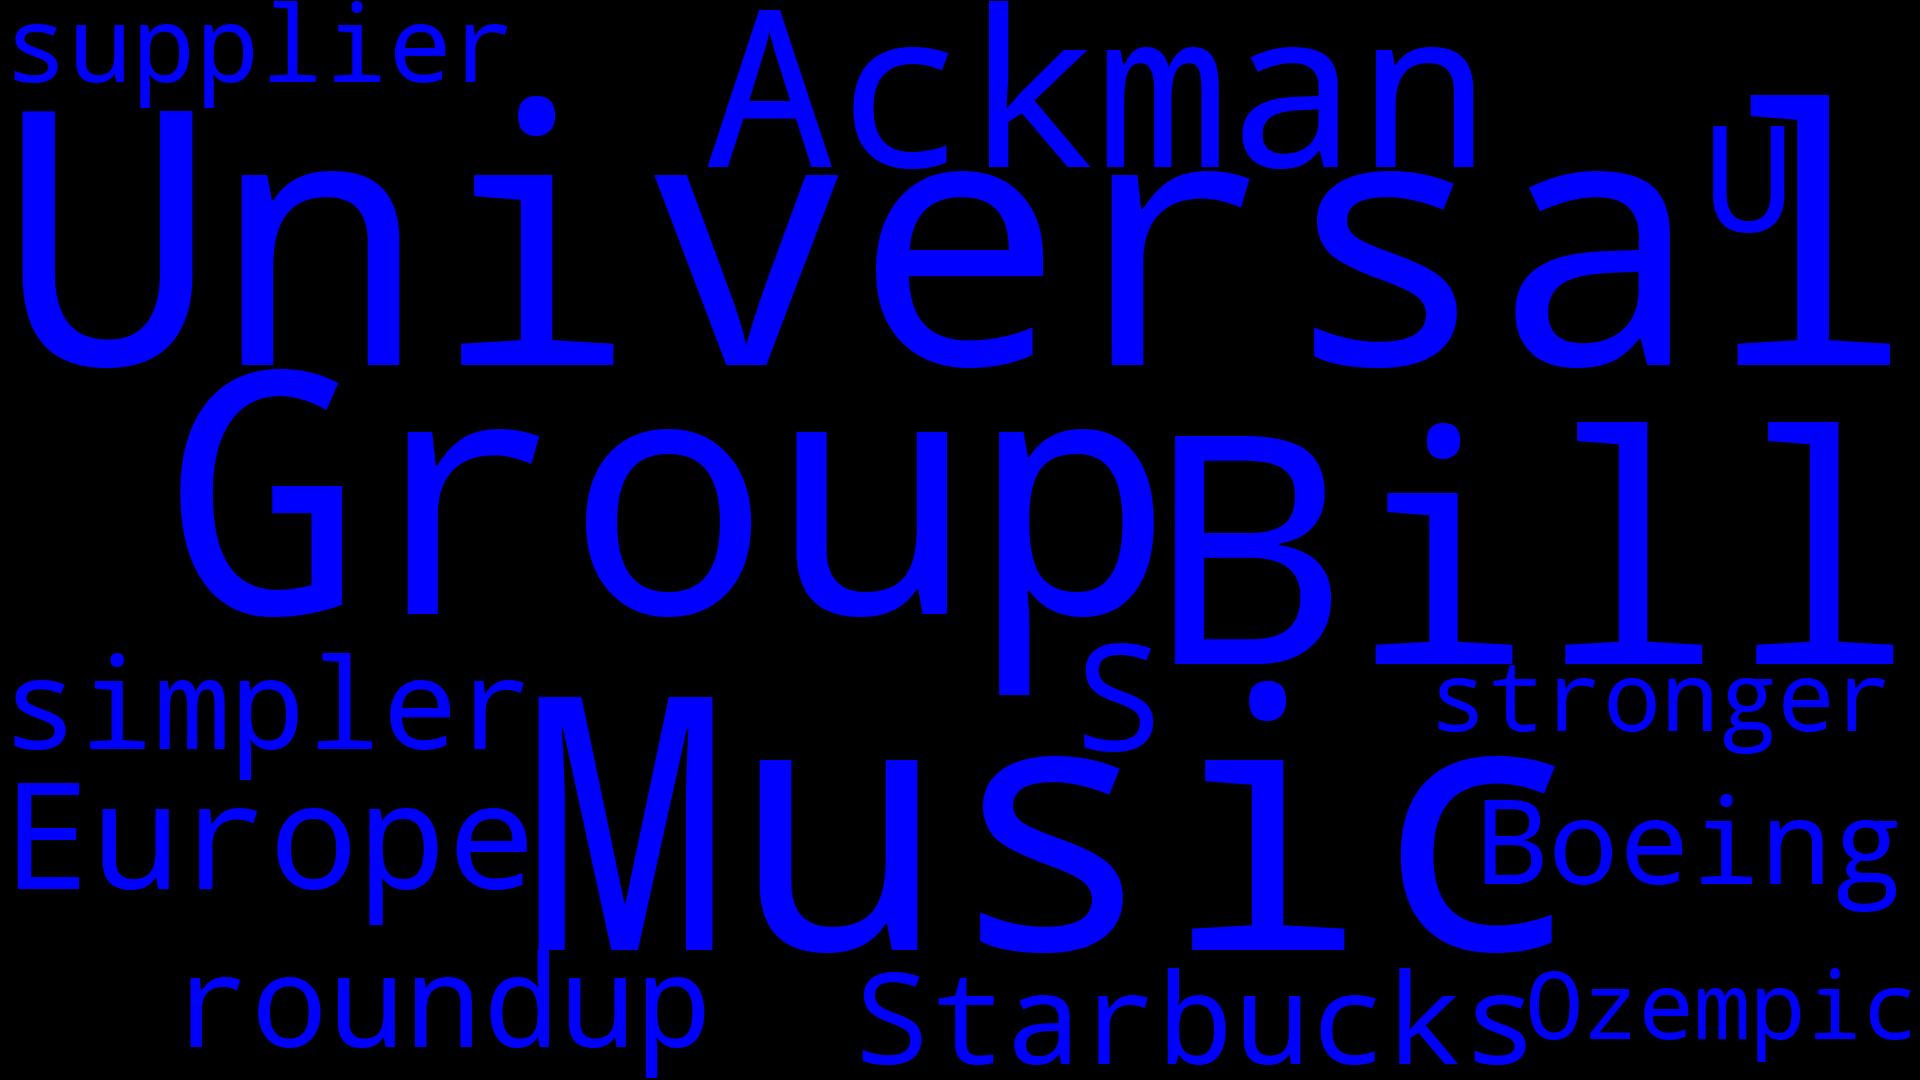 supplier
Ackman
U
Universal
Group
Bill
simpler
S
stronger
Music
Europe
Boeing
roundup
Starbucks
Ozempic